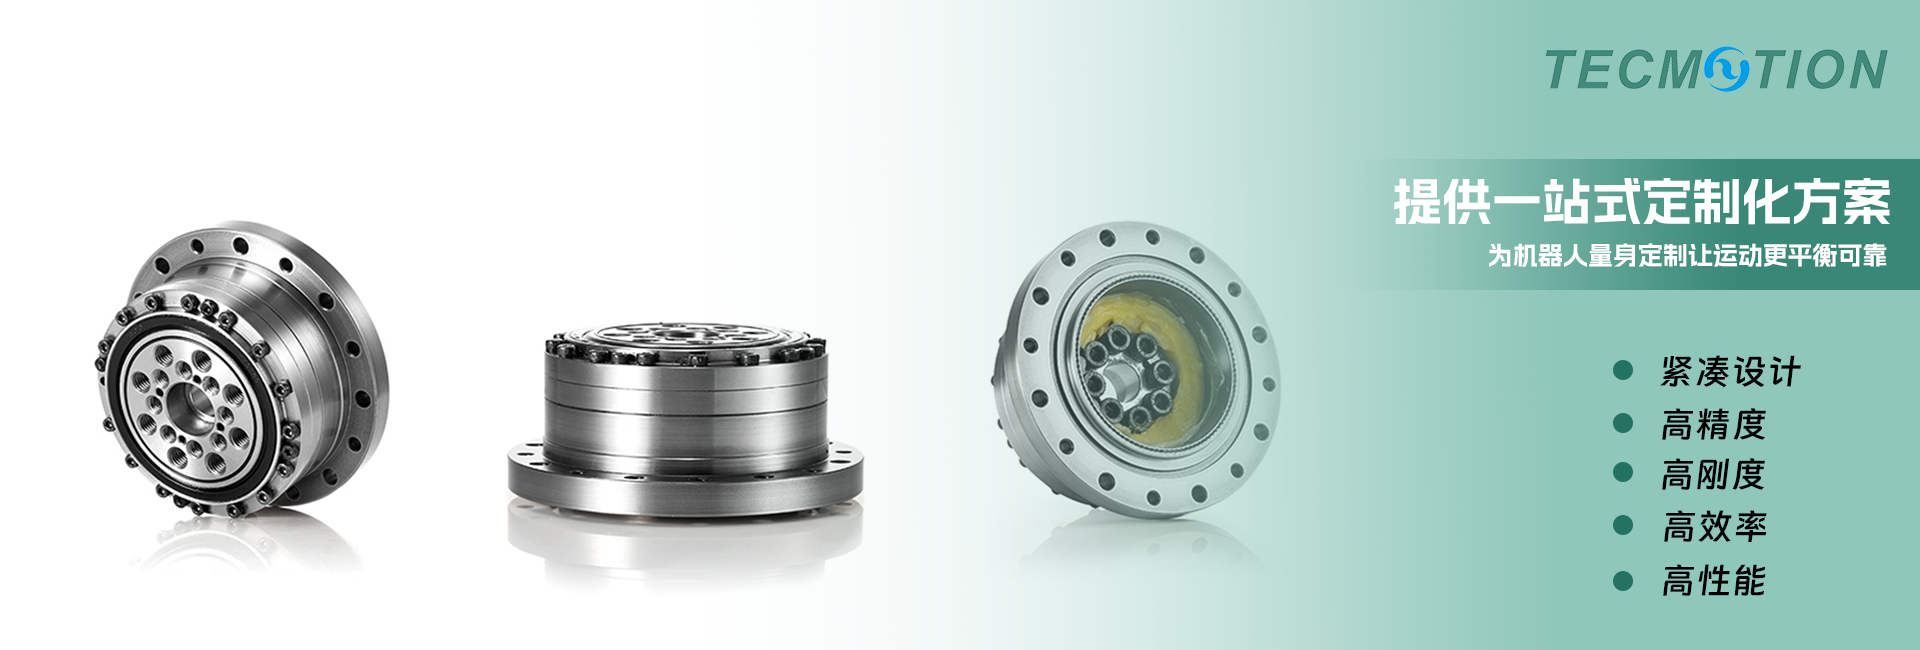 TECMOTION
提供一站式定制化方案
为机器人量身定制让运动更平衡可靠
紧凑设计
高精度
高刚度
高效率
高性能